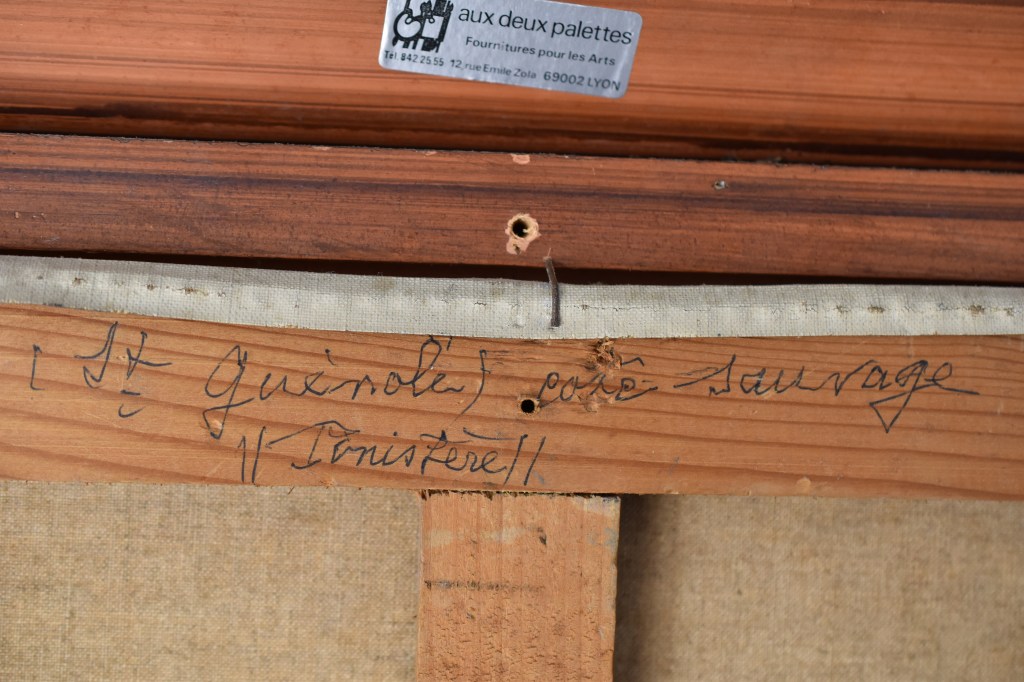 aux deux palettes
Fournitures pour les Arts
Tél. 842 25 55 12, rue Emile Zola 69002 LYON
(St Guénolé) côte sauvage
"Finistère"